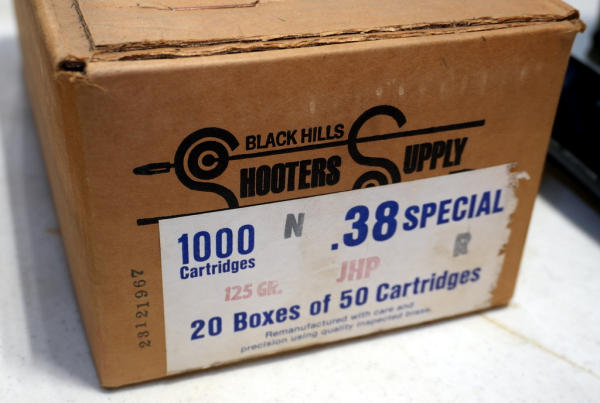 BLACK HILLS
SHOOTERS SUPPLY
1000 N .38 SPECIAL
Cartridges R
125 GR. JHP
20 Boxes of 50 Cartridges
Remanufactured with care and
precision using quality inspected brass.
23121967